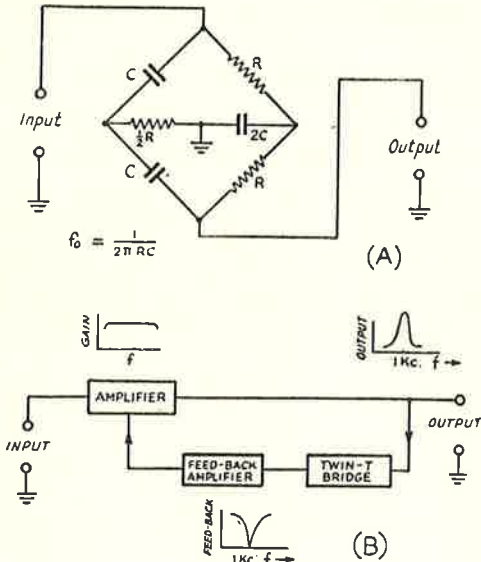 C
R
Input
½R
2C
C
R
Output
f₀ = 1/2π RC
(A)
GAIN
f
OUTPUT
1Kc. f →
AMPLIFIER
INPUT
OUTPUT
FEED-BACK
AMPLIFIER
TWIN-T
BRIDGE
FEED-BACK
1Kc. f →
(B)